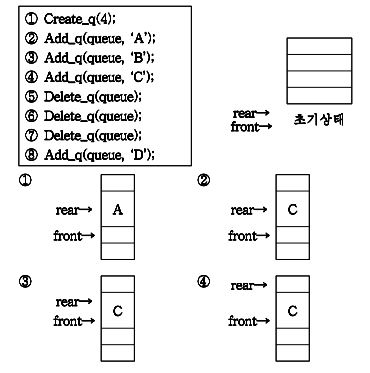 ① Create_q(4);
② Add_q(queue, ‘A’);
③ Add_q(queue, ‘B’);
④ Add_q(queue, ‘C’);
⑤ Delete_q(queue);
⑥ Delete_q(queue);
⑦ Delete_q(queue);
⑧ Add_q(queue, ‘D’);
rear→
front→
초기상태
①
rear→ A
front→
②
rear→ C
front→
③
rear→
front→ C
④
rear→
front→ C